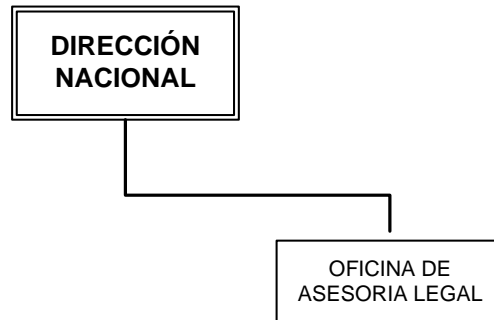 DIRECCIÓN
NACIONAL
OFICINA DE
ASESORIA LEGAL